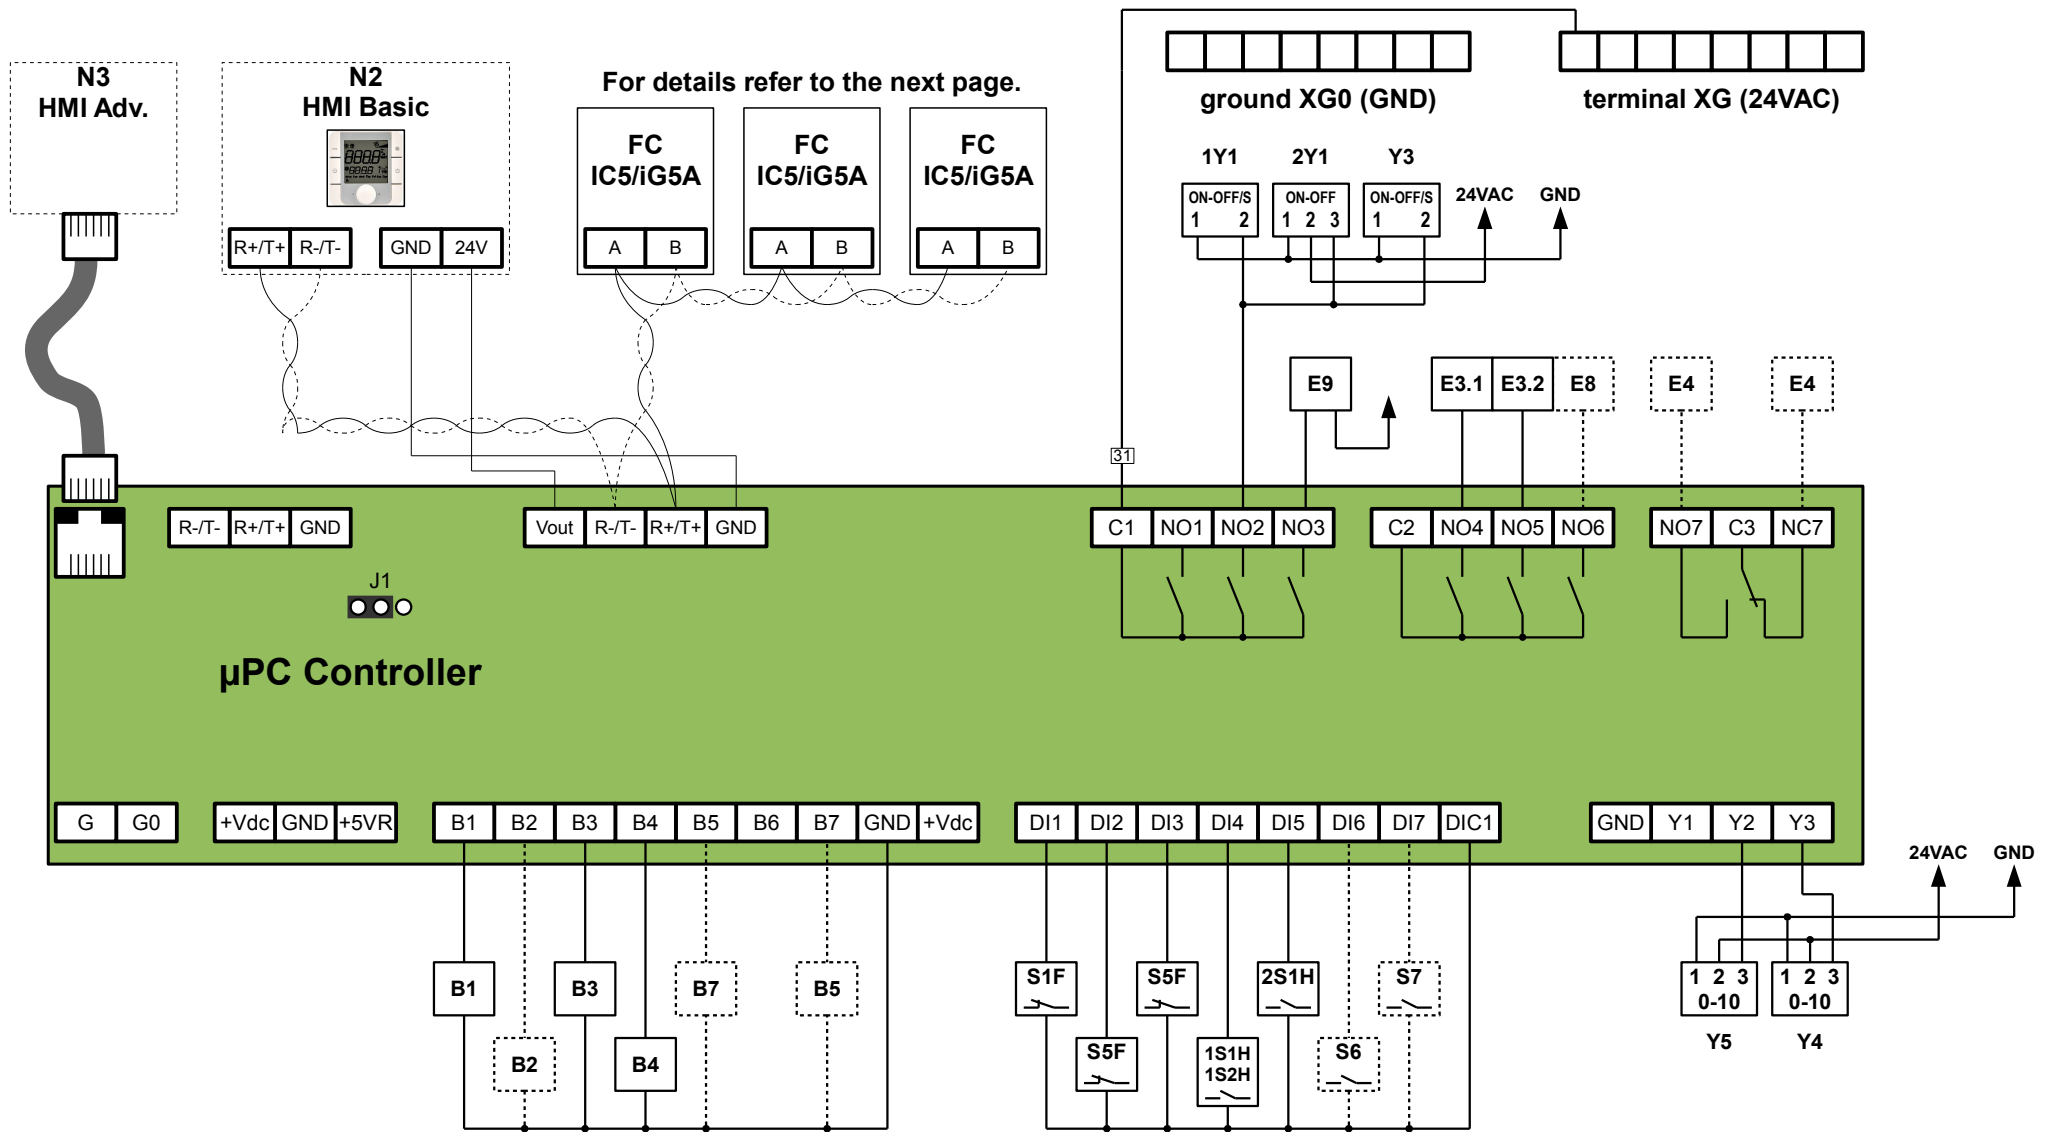 N3
HMI Adv.
N2
HMI Basic
R+/T+ R-/T- GND 24V
For details refer to the next page.
FC
IC5/iG5A
A B
FC
IC5/iG5A
A B
FC
IC5/iG5A
A B
ground XG0 (GND)
terminal XG (24VAC)
1Y1 2Y1 Y3
ON-OFF/S
1 2
ON-OFF
1 2 3
ON-OFF/S
1 2
24VAC GND
E9 E3.1 E3.2 E8 E4 E4
31
R-/T- R+/T+ GND
Vout R-/T- R+/T+ GND
C1 NO1 NO2 NO3
C2 NO4 NO5 NO6
NO7 C3 NC7
J1
µPC Controller
G G0
+Vdc GND +5VR
B1 B2 B3 B4 B5 B6 B7 GND +Vdc
DI1 DI2 DI3 DI4 DI5 DI6 DI7 DIC1
GND Y1 Y2 Y3
24VAC GND
B1 B3 B7 B5
B2 B4
S1F S5F 2S1H S7
S5F
1S1H
1S2H
S6
1 2 3
0-10
Y5
1 2 3
0-10
Y4